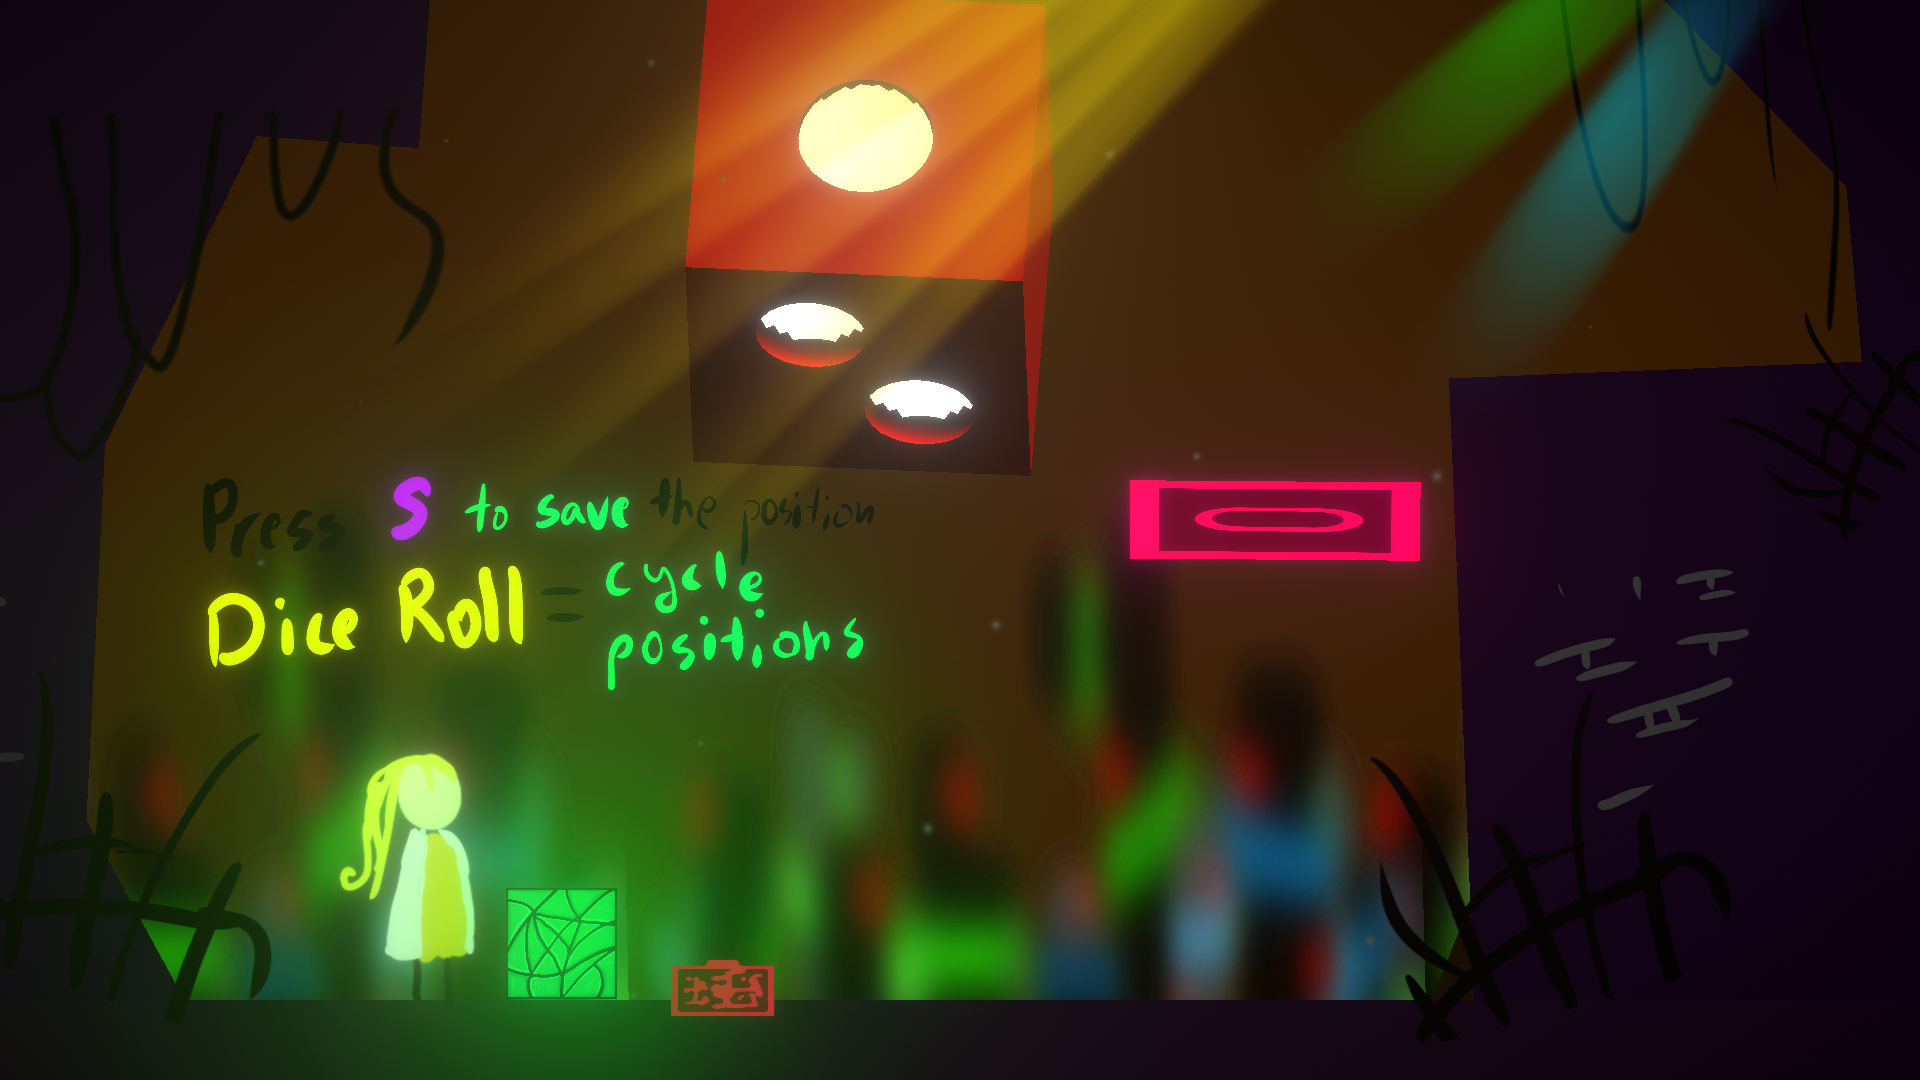 Press S to save the position
Dice Roll = cycle
positions